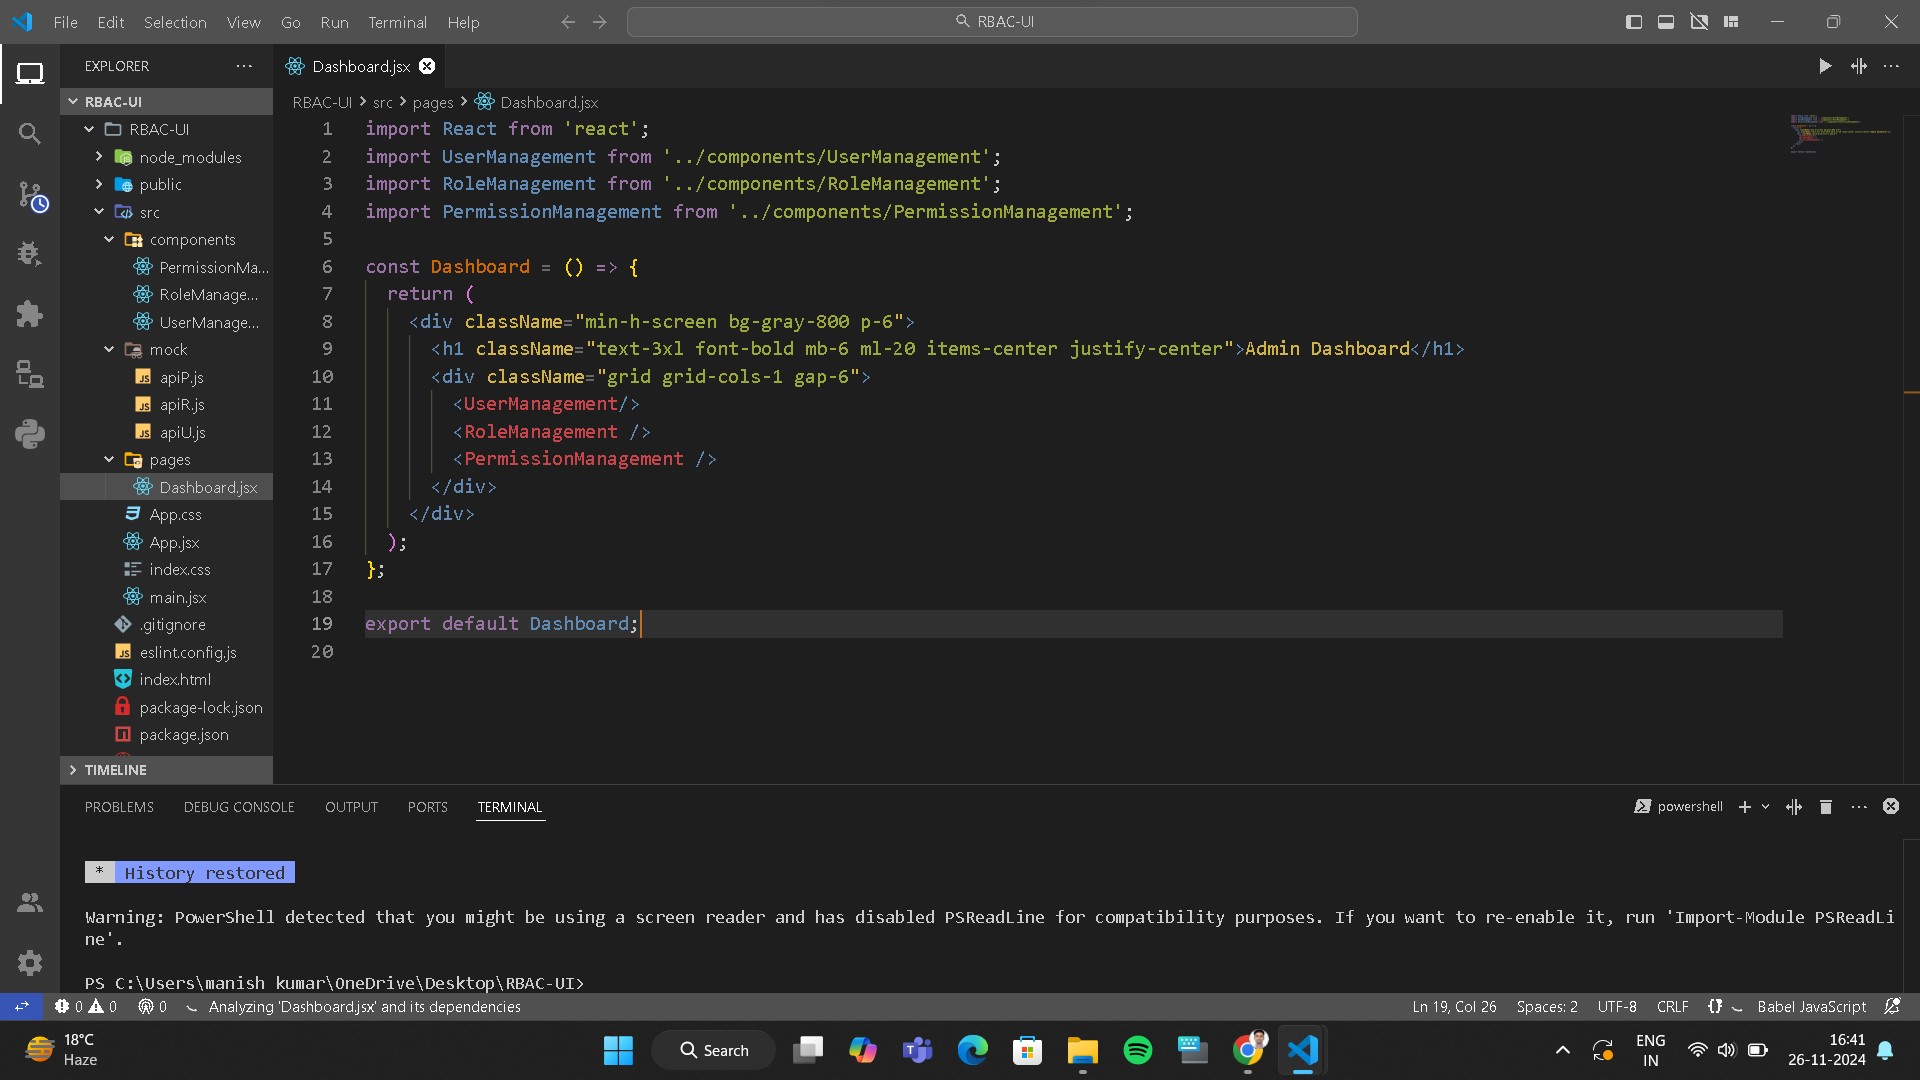 File Edit Selection View Go Run Terminal Help
RBAC-UI
EXPLORER
RBAC-UI
RBAC-UI
node_modules
public
src
components
PermissionMa...
RoleManage...
UserManage...
mock
apiP.js
apiR.js
apiU.js
pages
Dashboard.jsx
App.css
App.jsx
index.css
main.jsx
.gitignore
eslint.config.js
index.html
package-lock.json
package.json
TIMELINE
Dashboard.jsx
RBAC-UI > src > pages > Dashboard.jsx
1 import React from 'react';
2 import UserManagement from '../components/UserManagement';
3 import RoleManagement from '../components/RoleManagement';
4 import PermissionManagement from '../components/PermissionManagement';
5
6 const Dashboard = () => {
7 return (
8 <div className="min-h-screen bg-gray-800 p-6">
9 <h1 className="text-3xl font-bold mb-6 ml-20 items-center justify-center">Admin Dashboard</h1>
10 <div className="grid grid-cols-1 gap-6">
11 <UserManagement/>
12 <RoleManagement />
13 <PermissionManagement />
14 </div>
15 </div>
16 );
17 };
18
19 export default Dashboard;
20
PROBLEMS DEBUG CONSOLE OUTPUT PORTS TERMINAL
powershell
* History restored
Warning: PowerShell detected that you might be using a screen reader and has disabled PSReadLine for compatibility purposes. If you want to re-enable it, run 'Import-Module PSReadLi
ne'.
PS C:\Users\manish kumar\OneDrive\Desktop\RBAC-UI>
0 0 0 Analyzing 'Dashboard.jsx' and its dependencies
Ln 19, Col 26 Spaces: 2 UTF-8 CRLF {} Babel JavaScript
18°C
Haze
Search
ENG
IN
16:41
26-11-2024